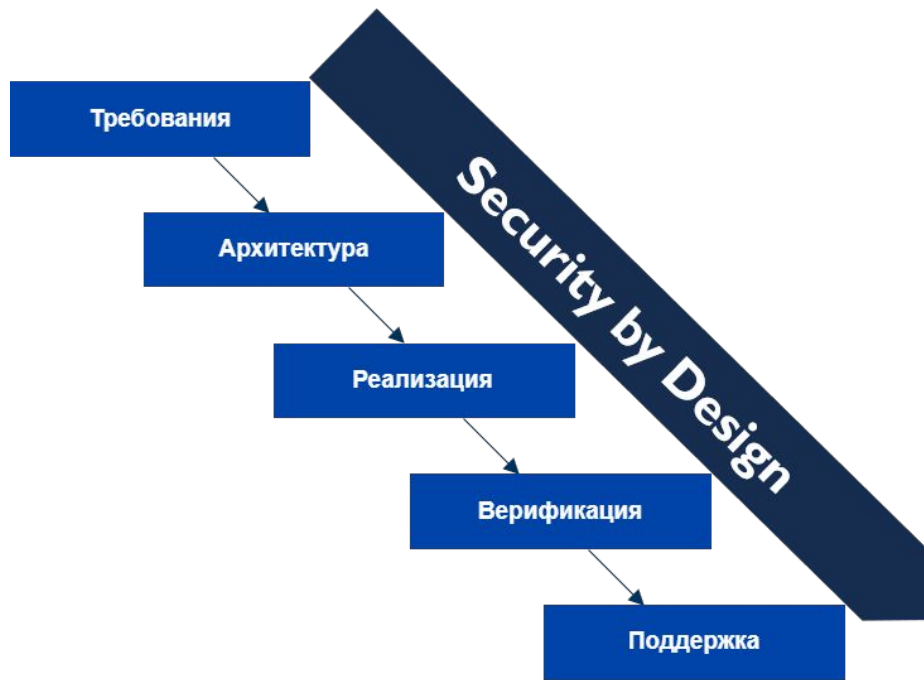 Требования
Архитектура
Реализация
Верификация
Поддержка
Security by Design